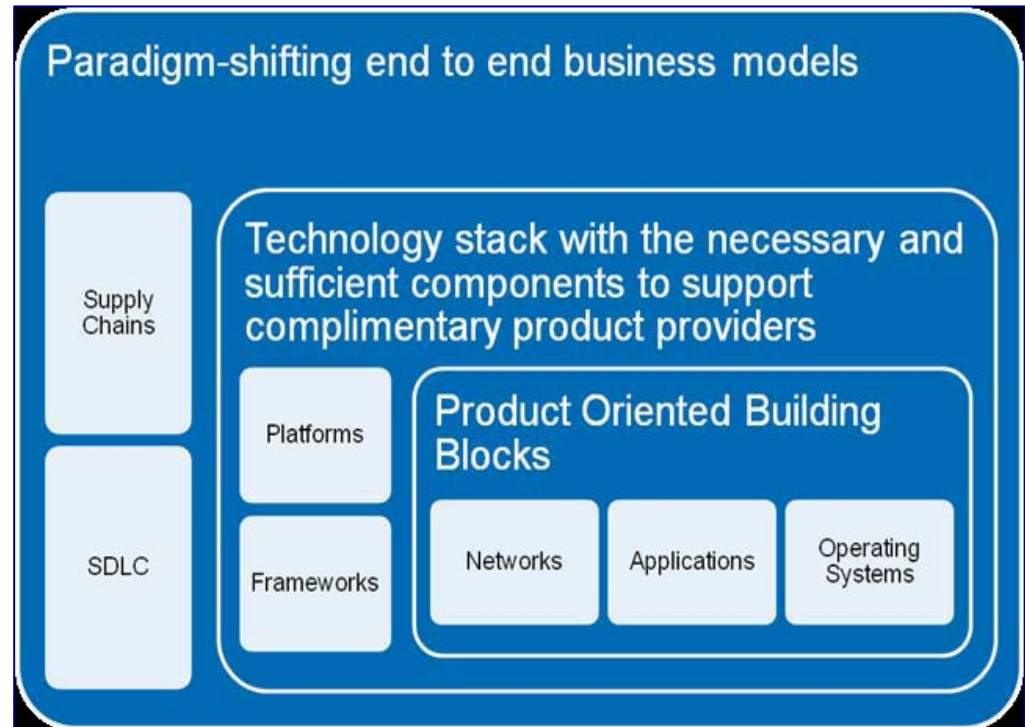 Paradigm-shifting end to end business models
Supply
Chains
SDLC
Technology stack with the necessary and
sufficient components to support
complimentary product providers
Platforms
Frameworks
Product Oriented Building
Blocks
Networks
Applications
Operating
Systems